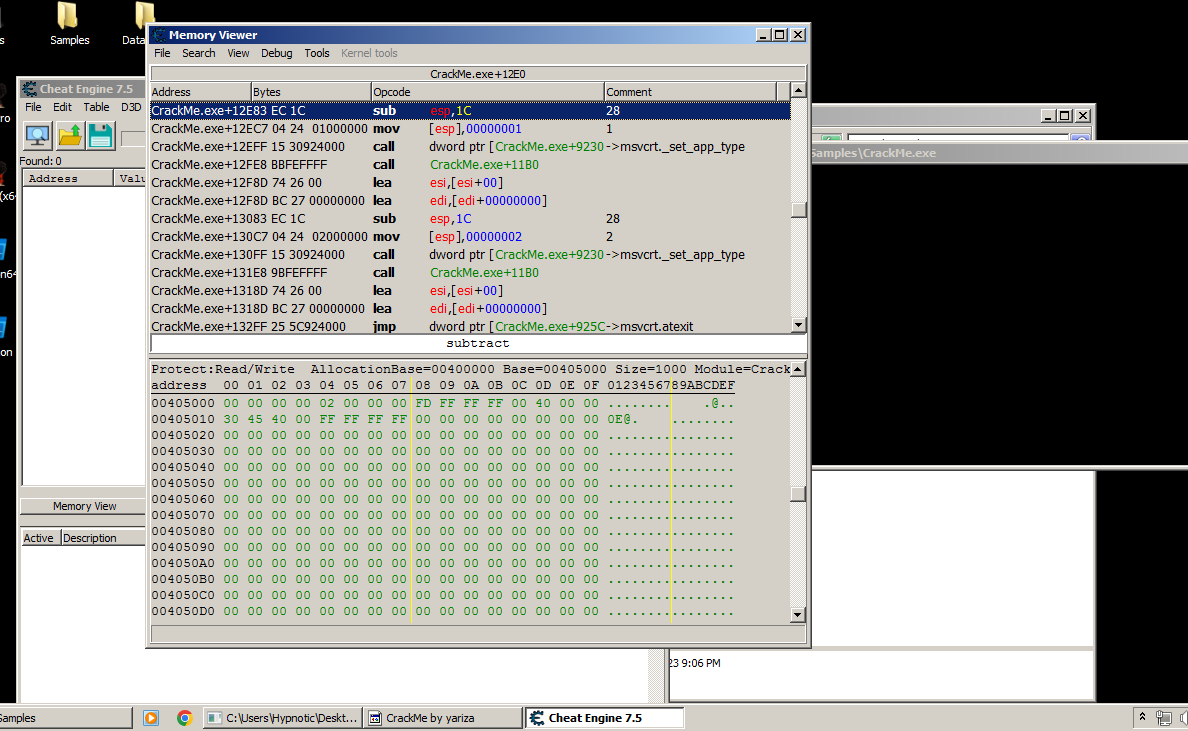 s
Samples
Data
ro
(x6
n64
on
Cheat Engine 7.5
File Edit Table D3D
Found: 0
Address Valu
Memory View
Active Description
Memory Viewer
File Search View Debug Tools Kernel tools
CrackMe.exe+12E0
Address Bytes Opcode Comment
CrackMe.exe+12E83 EC 1C sub esp,1C 28
CrackMe.exe+12EC7 04 24 01000000 mov [esp],00000001 1
CrackMe.exe+12EFF 15 30924000 call dword ptr [CrackMe.exe+9230->msvcrt._set_app_type
CrackMe.exe+12FE8 BBFEFFFF call CrackMe.exe+11B0
CrackMe.exe+12F8D 74 26 00 lea esi,[esi+00]
CrackMe.exe+12F8D BC 27 00000000 lea edi,[edi+00000000]
CrackMe.exe+13083 EC 1C sub esp,1C 28
CrackMe.exe+130C7 04 24 02000000 mov [esp],00000002 2
CrackMe.exe+130FF 15 30924000 call dword ptr [CrackMe.exe+9230->msvcrt._set_app_type
CrackMe.exe+131E8 9BFEFFFF call CrackMe.exe+11B0
CrackMe.exe+1318D 74 26 00 lea esi,[esi+00]
CrackMe.exe+1318D BC 27 00000000 lea edi,[edi+00000000]
CrackMe.exe+132FF 25 5C924000 jmp dword ptr [CrackMe.exe+925C->msvcrt.atexit
subtract
Protect:Read/Write AllocationBase=00400000 Base=00405000 Size=1000 Module=Crack
address 00 01 02 03 04 05 06 07 08 09 0A 0B 0C 0D 0E 0F 0123456789ABCDEF
00405000 00 00 00 00 02 00 00 00 FD FF FF FF 00 40 00 00 ........ .@..
00405010 30 45 40 00 FF FF FF FF 00 00 00 00 00 00 00 00 0E@. ........
00405020 00 00 00 00 00 00 00 00 00 00 00 00 00 00 00 00 ................
00405030 00 00 00 00 00 00 00 00 00 00 00 00 00 00 00 00 ................
00405040 00 00 00 00 00 00 00 00 00 00 00 00 00 00 00 00 ................
00405050 00 00 00 00 00 00 00 00 00 00 00 00 00 00 00 00 ................
00405060 00 00 00 00 00 00 00 00 00 00 00 00 00 00 00 00 ................
00405070 00 00 00 00 00 00 00 00 00 00 00 00 00 00 00 00 ................
00405080 00 00 00 00 00 00 00 00 00 00 00 00 00 00 00 00 ................
00405090 00 00 00 00 00 00 00 00 00 00 00 00 00 00 00 00 ................
004050A0 00 00 00 00 00 00 00 00 00 00 00 00 00 00 00 00 ................
004050B0 00 00 00 00 00 00 00 00 00 00 00 00 00 00 00 00 ................
004050C0 00 00 00 00 00 00 00 00 00 00 00 00 00 00 00 00 ................
004050D0 00 00 00 00 00 00 00 00 00 00 00 00 00 00 00 00 ................
Samples\CrackMe.exe
23 9:06 PM
Samples
C:\Users\Hypnotic\Deskt...
CrackMe by yariza
Cheat Engine 7.5